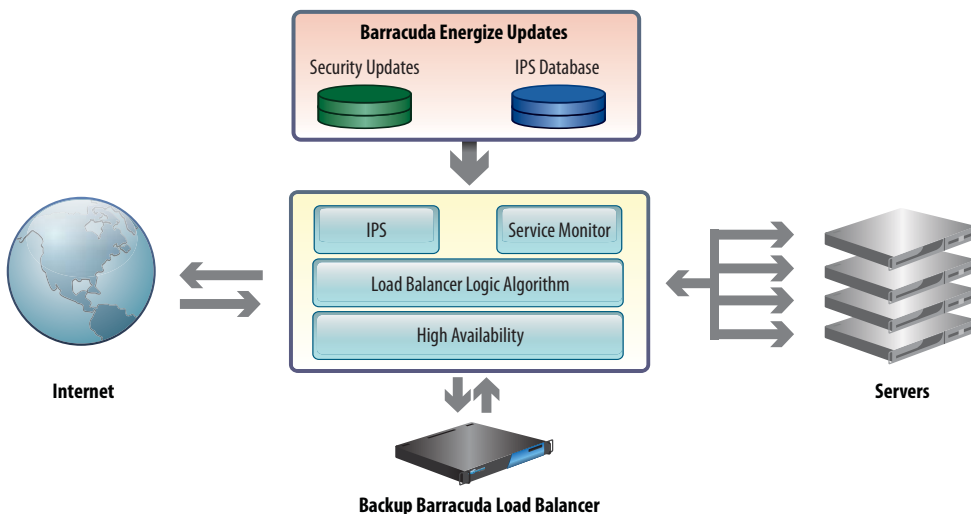 Barracuda Energize Updates
Security Updates
IPS Database
IPS
Service Monitor
Load Balancer Logic Algorithm
High Availability
Internet
Servers
Backup Barracuda Load Balancer